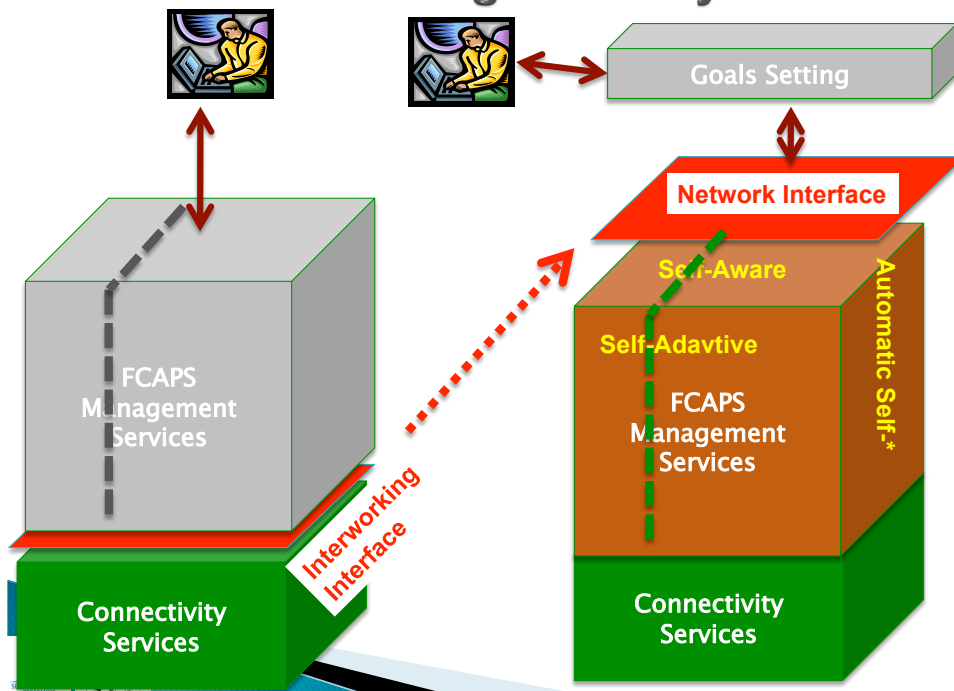 Goals Setting
Network Interface
Self-Aware
Automatic Self-*
Self-Adavtive
FCAPS
Management
Services
FCAPS
Management
Services
Interworking
Interface
Connectivity
Services
Connectivity
Services